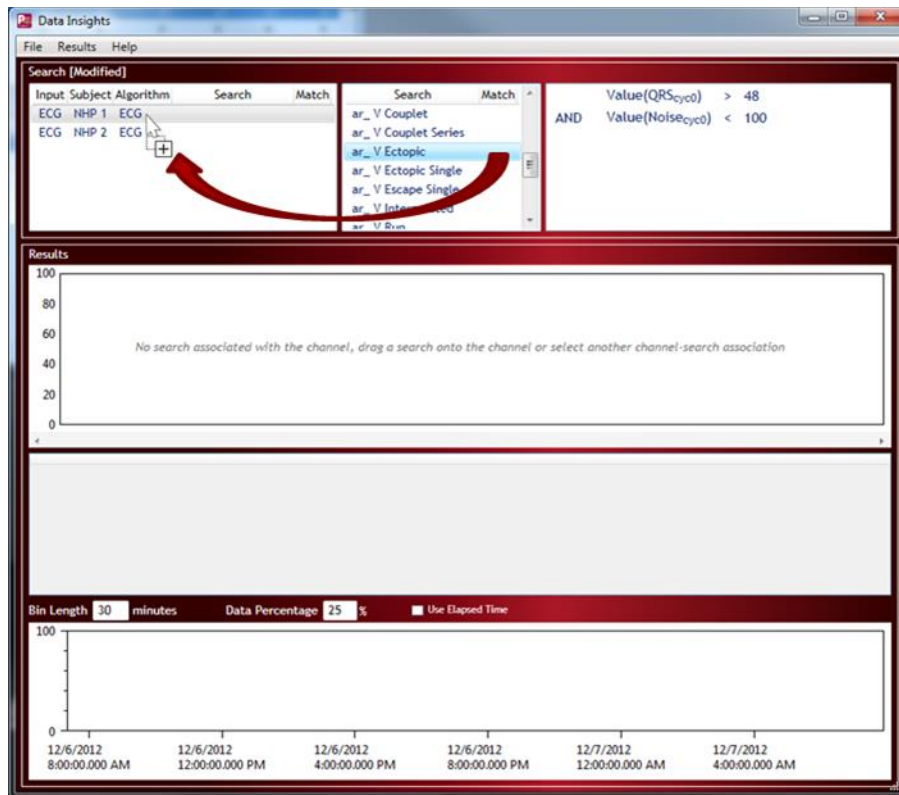 Data Insights
File Results Help
Search [Modified]
Input Subject Algorithm Search Match
ECG NHP 1 ECG
ECG NHP 2 ECG
Search Match
ar_ V Couplet
ar_ V Couplet Series
ar_ V Ectopic
ar_ V Ectopic Single
ar_ V Escape Single
ar_ V
ar_ V Run
Value(QRScyc0) > 48
AND Value(Noisecyc0) < 100
Results
100
80
60
40
20
0
No search associated with the channel, drag a search onto the channel or select another channel-search association
Bin Length 30 minutes Data Percentage 25 % Use Elapsed Time
100
0
12/6/2012 12/6/2012 12/6/2012 12/6/2012 12/7/2012 12/7/2012
8:00:00.000 AM 12:00:00.000 PM 4:00:00.000 PM 8:00:00.000 PM 12:00:00.000 AM 4:00:00.000 AM